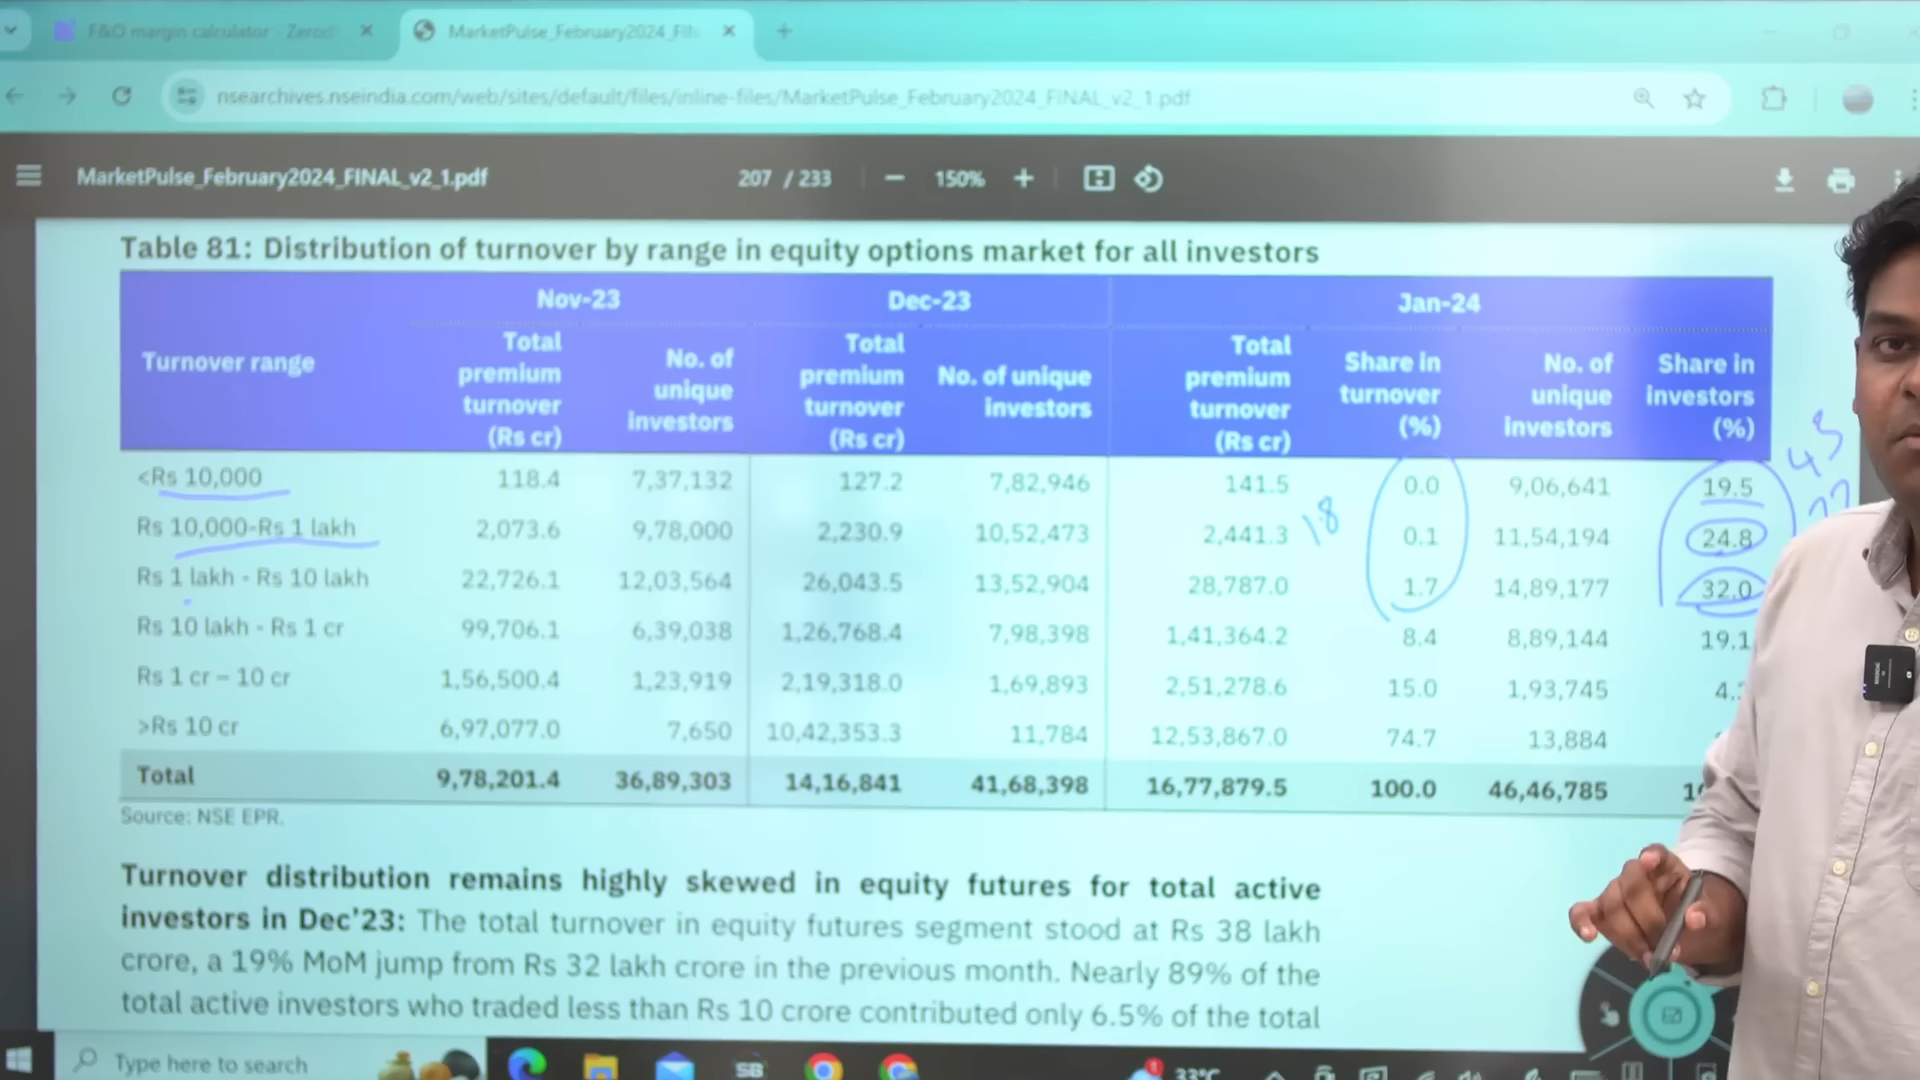 F&O margin calculator - Zerod
MarketPulse_February2024_FIN
nsearchives.nseindia.com/web/sites/default/files/inline-files/MarketPulse_February2024_FINAL_v2_1.pdf
MarketPulse_February2024_FINAL_v2_1.pdf 207 / 233 150%
Table 81: Distribution of turnover by range in equity options market for all investors
Nov-23 Dec-23 Jan-24
Turnover range Total premium turnover (Rs cr) No. of unique investors Total premium turnover (Rs cr) No. of unique investors Total premium turnover (Rs cr) Share in turnover (%) No. of unique investors Share in investors (%)
<Rs 10,000 118.4 7,37,132 127.2 7,82,946 141.5 0.0 9,06,641 19.5
Rs 10,000-Rs 1 lakh 2,073.6 9,78,000 2,230.9 10,52,473 2,441.3 0.1 11,54,194 24.8
Rs 1 lakh - Rs 10 lakh 22,726.1 12,03,564 26,043.5 13,52,904 28,787.0 1.7 14,89,177 32.0
Rs 10 lakh - Rs 1 cr 99,706.1 6,39,038 1,26,768.4 7,98,398 1,41,364.2 8.4 8,89,144 19.1
Rs 1 cr – 10 cr 1,56,500.4 1,23,919 2,19,318.0 1,69,893 2,51,278.6 15.0 1,93,745 4.
>Rs 10 cr 6,97,077.0 7,650 10,42,353.3 11,784 12,53,867.0 74.7 13,884
Total 9,78,201.4 36,89,303 14,16,841 41,68,398 16,77,879.5 100.0 46,46,785 1
1.8
43
77
Source: NSE EPR.
Turnover distribution remains highly skewed in equity futures for total active
investors in Dec'23: The total turnover in equity futures segment stood at Rs 38 lakh
crore, a 19% MoM jump from Rs 32 lakh crore in the previous month. Nearly 89% of the
total active investors who traded less than Rs 10 crore contributed only 6.5% of the total
Type here to search
SB
33°C